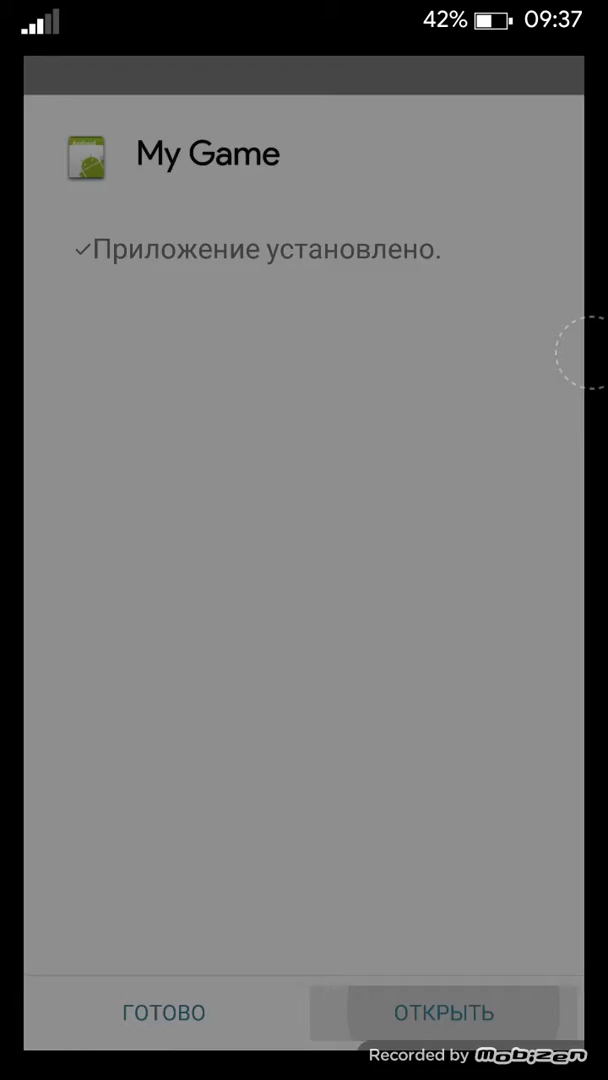 42% 09:37
My Game
✓Приложение установлено.
ГОТОВО ОТКРЫТЬ
Recorded by Mobizen